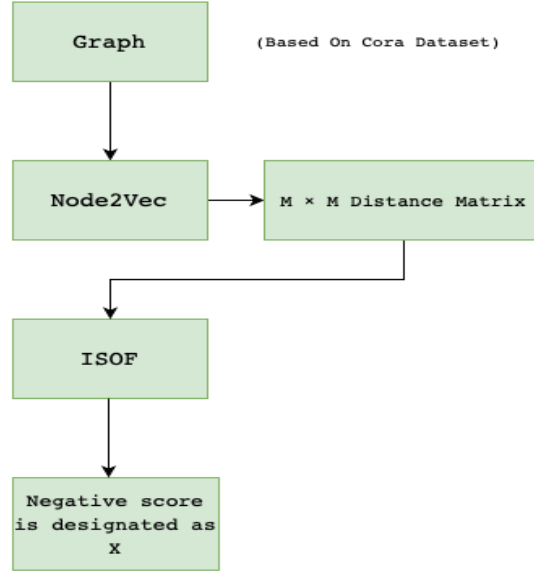 Graph
(Based On Cora Dataset)
Node2Vec
M × M Distance Matrix
ISOF
Negative score
is designated as
X